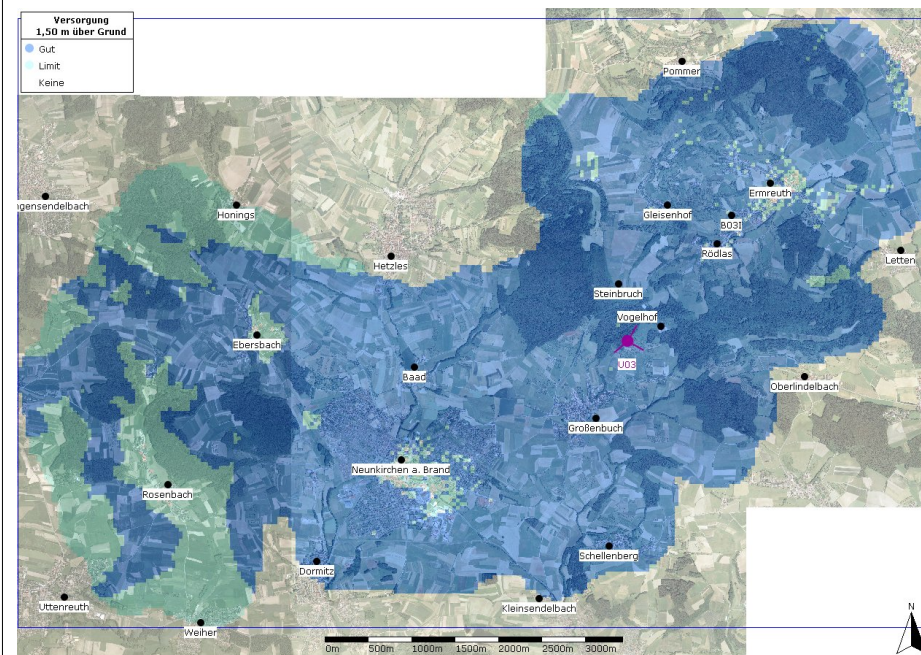 Versorgung
1,50 m über Grund
Gut
Limit
Keine
Pommer
ngensendelbach
Honings
Ermreuth
Gleisenhof
B03I
Hetzles
Rödlas
Letten
Steinbruch
Vogelhof
Ebersbach
U03
Baad
Oberlindelbach
Großenbuch
Neunkirchen a. Brand
Rosenbach
Schellenberg
Dormitz
Uttenreuth
Kleinsendelbach
Weiher
N
0m 500m 1000m 1500m 2000m 2500m 3000m